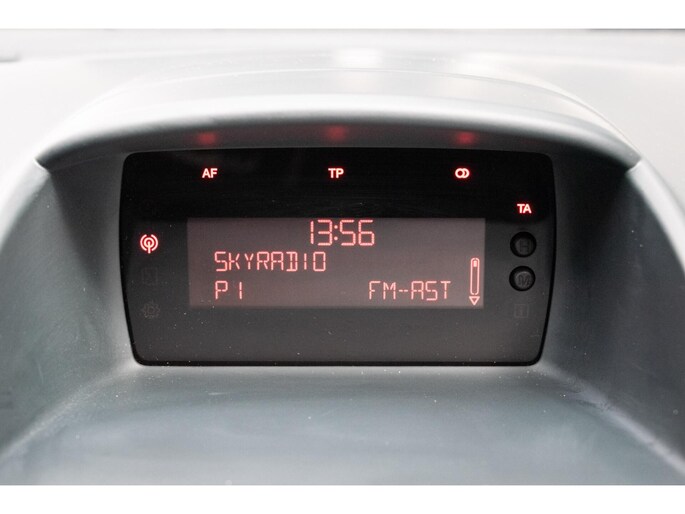 AF TP
TA
13:56
SKYRADIO
P1 FM--AST
H
M